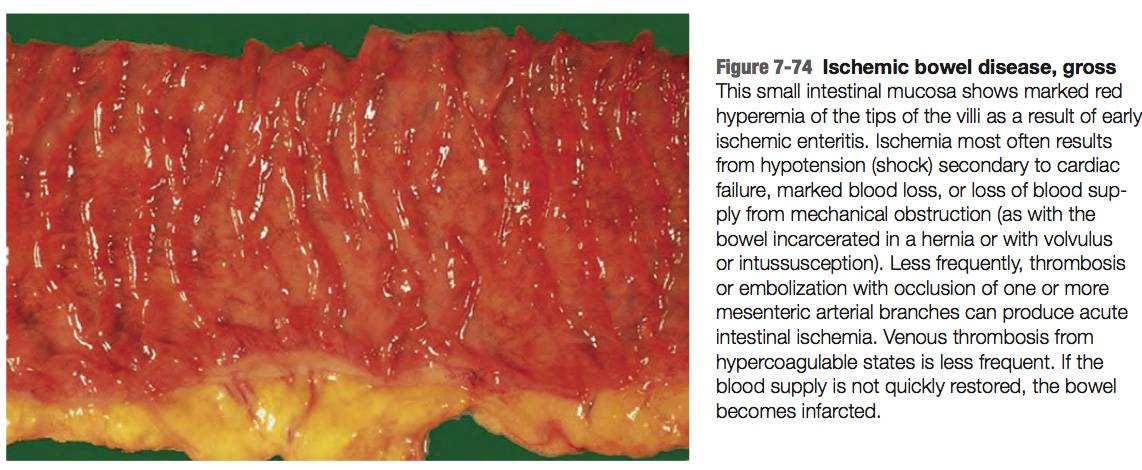 Figure 7-74 Ischemic bowel disease, gross
This small intestinal mucosa shows marked red
hyperemia of the tips of the villi as a result of early
ischemic enteritis. Ischemia most often results
from hypotension (shock) secondary to cardiac
failure, marked blood loss, or loss of blood sup-
ply from mechanical obstruction (as with the
bowel incarcerated in a hernia or with volvulus
or intussusception). Less frequently, thrombosis
or embolization with occlusion of one or more
mesenteric arterial branches can produce acute
intestinal ischemia. Venous thrombosis from
hypercoagulable states is less frequent. If the
blood supply is not quickly restored, the bowel
becomes infarcted.